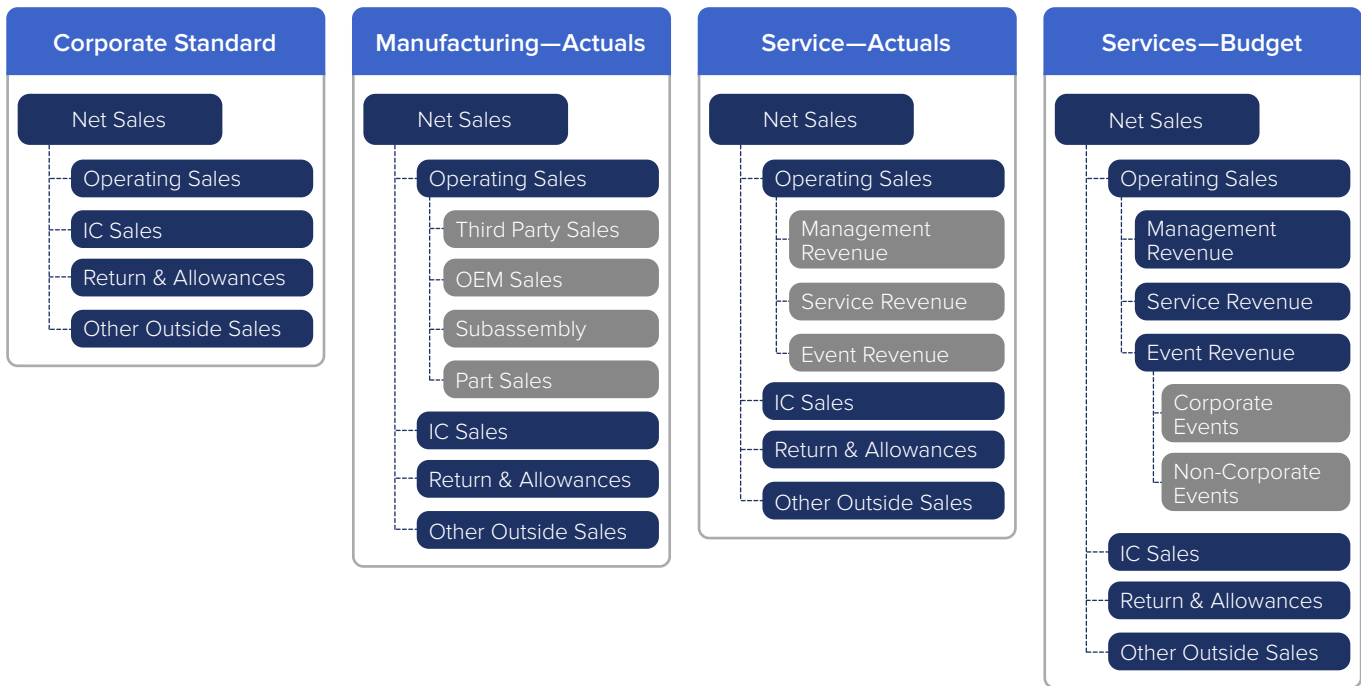 Corporate Standard
Net Sales
Operating Sales
IC Sales
Return & Allowances
Other Outside Sales
Manufacturing—Actuals
Net Sales
Operating Sales
Third Party Sales
OEM Sales
Subassembly
Part Sales
IC Sales
Return & Allowances
Other Outside Sales
Service—Actuals
Net Sales
Operating Sales
Management
Revenue
Service Revenue
Event Revenue
IC Sales
Return & Allowances
Other Outside Sales
Services—Budget
Net Sales
Operating Sales
Management
Revenue
Service Revenue
Event Revenue
Corporate
Events
Non-Corporate
Events
IC Sales
Return & Allowances
Other Outside Sales